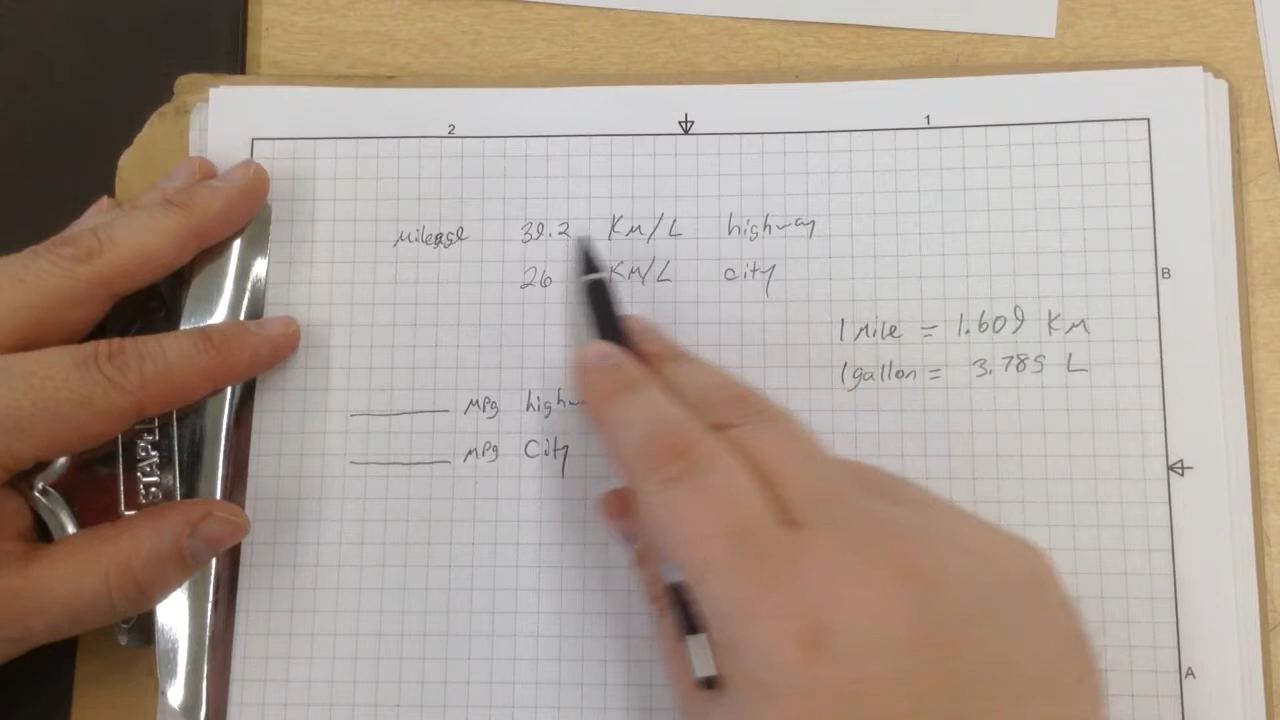 2 1
Mileage 39.2 KM/L highway
26 KM/L city
B
1 Mile = 1.609 KM
1 gallon = 3.785 L
MPg
MPg City
STAPL
A